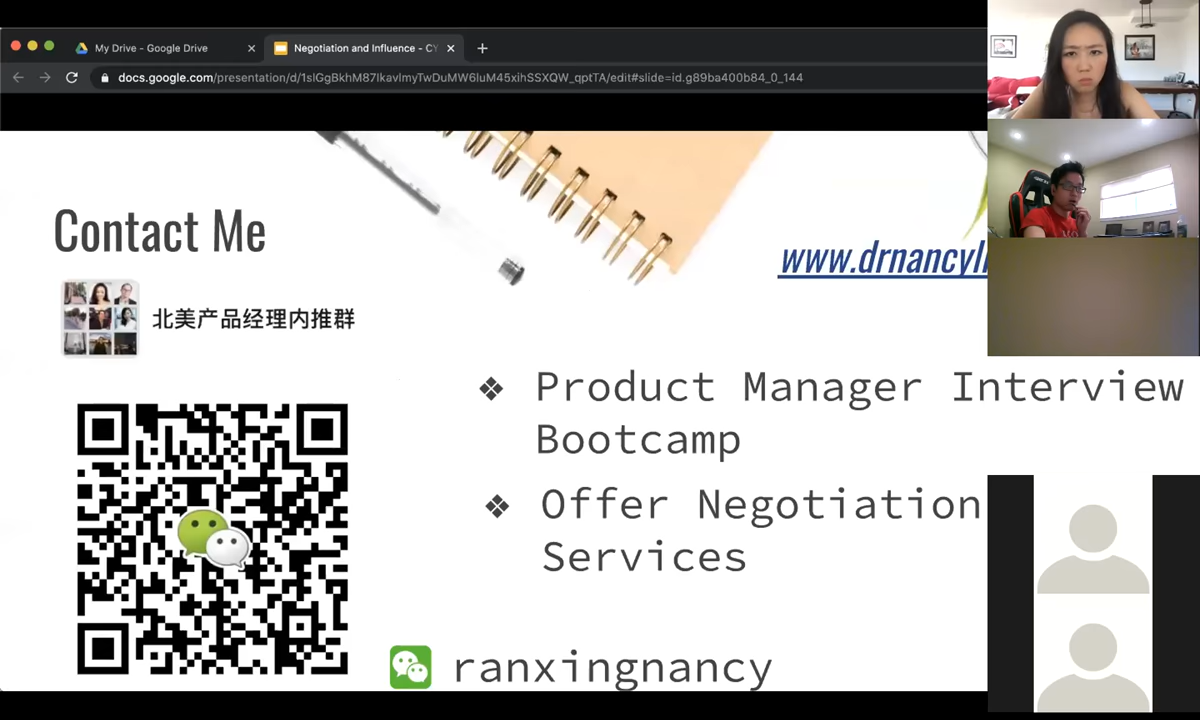 My Drive - Google Drive
Negotiation and Influence - CY
docs.google.com/presentation/d/1slGgBkhM87IkavImyTwDuMW6IuM45xihSSXQW_qptTA/edit#slide=id.g89ba400b84_0_144
Contact Me
www.drnancyl
北美产品经理内推群
❖ Product Manager Interview
Bootcamp
❖ Offer Negotiation
Services
ranxingnancy